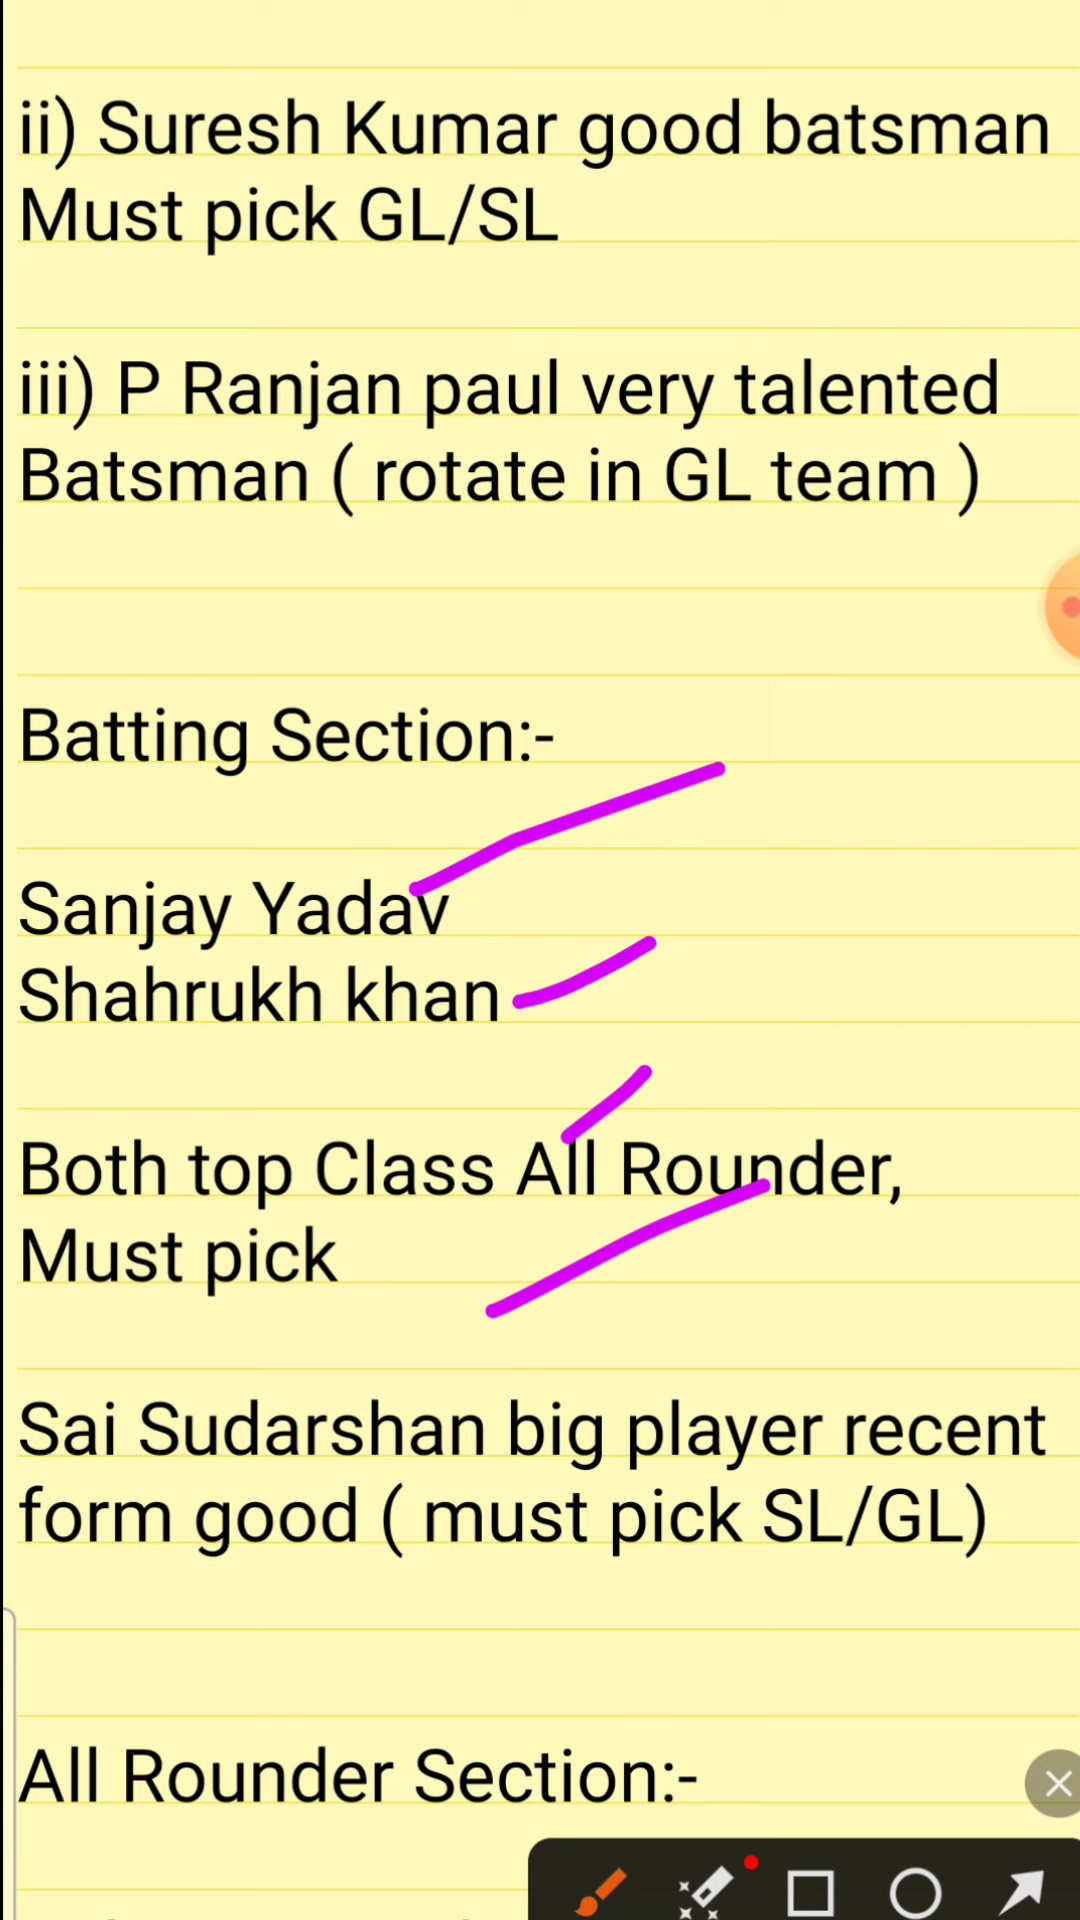 ii) Suresh Kumar good batsman
Must pick GL/SL
iii) P Ranjan paul very talented
Batsman ( rotate in GL team )
Batting Section:-
Sanjay Yadav
Shahrukh khan
Both top Class All Rounder,
Must pick
Sai Sudarshan big player recent
form good ( must pick SL/GL)
All Rounder Section:-